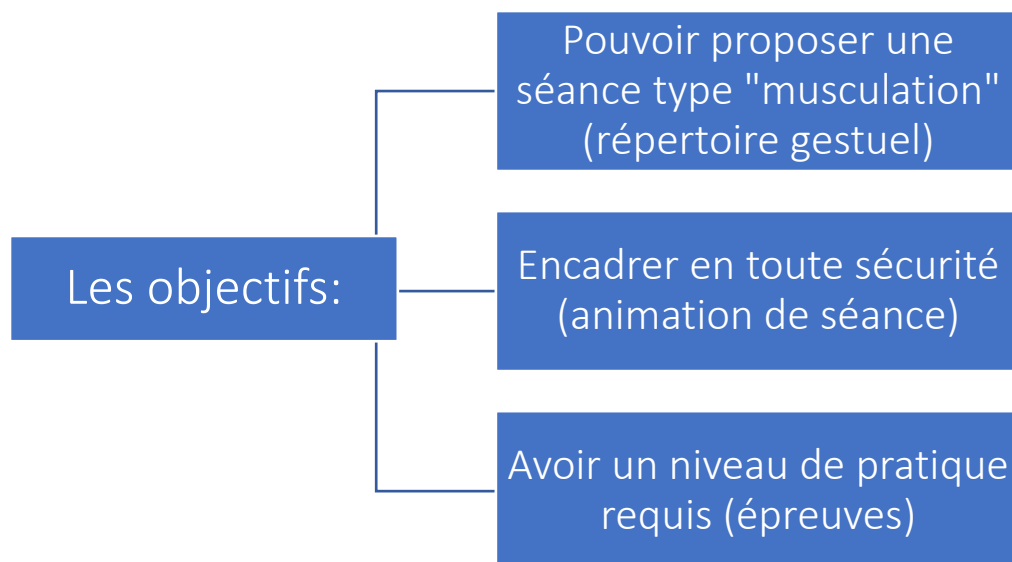 Les objectifs:
Pouvoir proposer une
séance type "musculation"
(répertoire gestuel)
Encadrer en toute sécurité
(animation de séance)
Avoir un niveau de pratique
requis (épreuves)